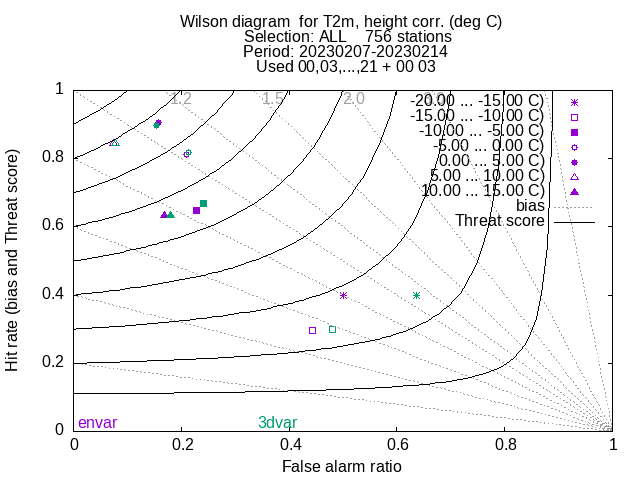 Wilson diagram  for T2m, height corr. (deg C)
Selection: ALL    756 stations
Period: 20230207-20230214
Used 00,03,...,21 + 00 03
1.2
1.5
2.0
-20.00 ... -15.00 C)
-15.00 ... -10.00 C)
-10.00 ... -5.00 C)
-5.00 ... 0.00 C)
0.00 ... 5.00 C)
5.00 ... 10.00 C)
10.00 ... 15.00 C)
bias
Threat score
1
0.8
0.6
0.4
0.2
0
Hit rate (bias and Threat score)
envar
3dvar
0
0.2
0.4
0.6
0.8
1
False alarm ratio